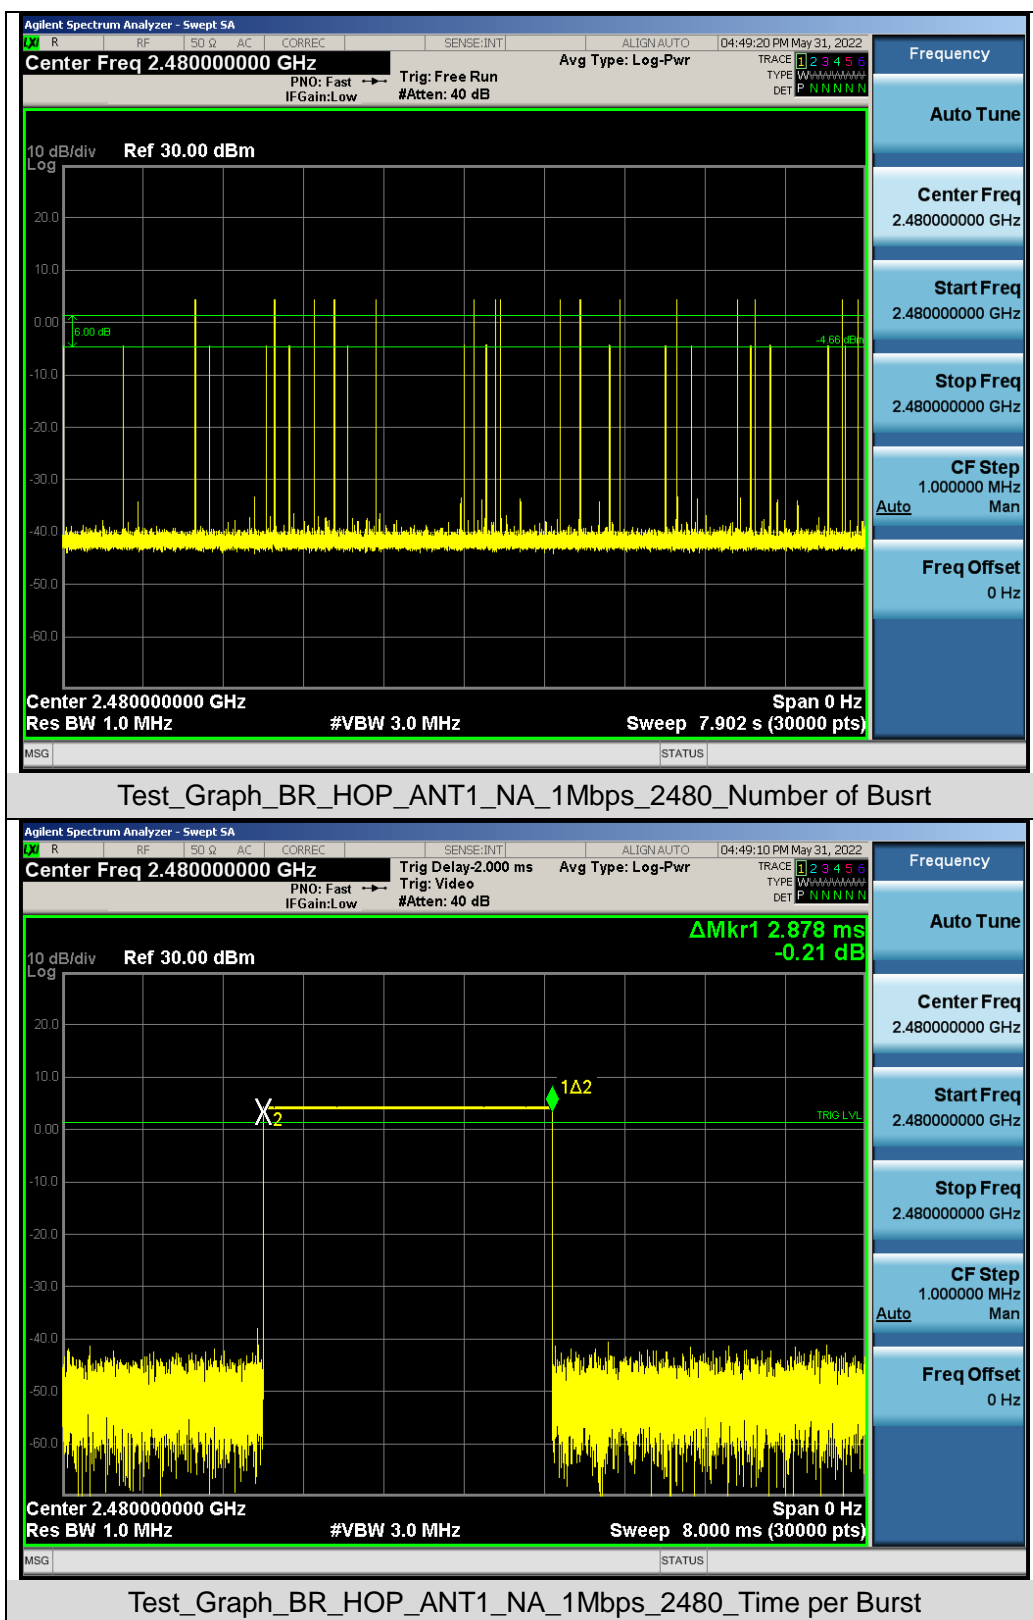 Agilent Spectrum Analyzer - Swept SA
LXI R RF 50 Ω AC CORREC SENSE:INT ALIGN AUTO 04:49:20 PM May 31, 2022
Center Freq 2.480000000 GHz
PNO: Fast
IFGain:Low
Trig: Free Run
#Atten: 40 dB
Avg Type: Log-Pwr
TRACE 1 2 3 4 5 6
TYPE
DET P N N N N N
10 dB/div
Log
Ref 30.00 dBm
20.0
10.0
0.00
-10.0
-20.0
-30.0
-40.0
-50.0
-60.0
6.00 dB
-4.66 dBm
Center 2.480000000 GHz Span 0 Hz
Res BW 1.0 MHz #VBW 3.0 MHz Sweep 7.902 s (30000 pts)
MSG STATUS
Frequency
Auto Tune
Center Freq
2.480000000 GHz
Start Freq
2.480000000 GHz
Stop Freq
2.480000000 GHz
CF Step
1.000000 MHz
Auto Man
Freq Offset
0 Hz
Test_Graph_BR_HOP_ANT1_NA_1Mbps_2480_Number of Busrt
Agilent Spectrum Analyzer - Swept SA
LXI R RF 50 Ω AC CORREC SENSE:INT ALIGN AUTO 04:49:10 PM May 31, 2022
Center Freq 2.480000000 GHz
PNO: Fast
IFGain:Low
Trig Delay-2.000 ms
Trig: Video
#Atten: 40 dB
Avg Type: Log-Pwr
TRACE 1 2 3 4 5 6
TYPE
DET P N N N N N
ΔMkr1 2.878 ms
-0.21 dB
10 dB/div
Log
Ref 30.00 dBm
20.0
10.0
0.00
-10.0
-20.0
-30.0
-40.0
-50.0
-60.0
2
1Δ2
TRIG LVL
Center 2.480000000 GHz Span 0 Hz
Res BW 1.0 MHz #VBW 3.0 MHz Sweep 8.000 ms (30000 pts)
MSG STATUS
Frequency
Auto Tune
Center Freq
2.480000000 GHz
Start Freq
2.480000000 GHz
Stop Freq
2.480000000 GHz
CF Step
1.000000 MHz
Auto Man
Freq Offset
0 Hz
Test_Graph_BR_HOP_ANT1_NA_1Mbps_2480_Time per Burst